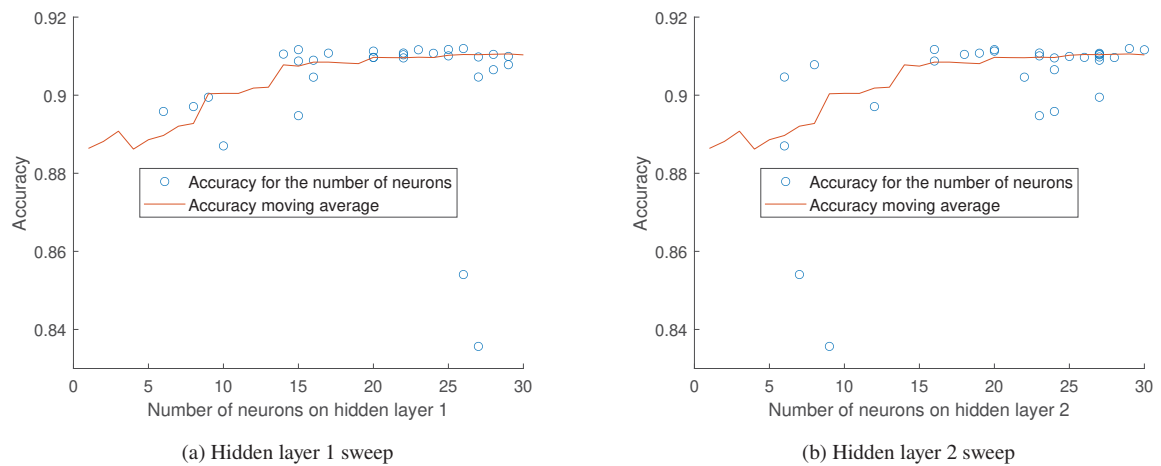 0.92
0.9
0.88
0.86
0.84
Accuracy
Accuracy for the number of neurons
Accuracy moving average
0 5 10 15 20 25 30
Number of neurons on hidden layer 1
(a) Hidden layer 1 sweep
0.92
0.9
0.88
0.86
0.84
Accuracy
Accuracy for the number of neurons
Accuracy moving average
0 5 10 15 20 25 30
Number of neurons on hidden layer 2
(b) Hidden layer 2 sweep